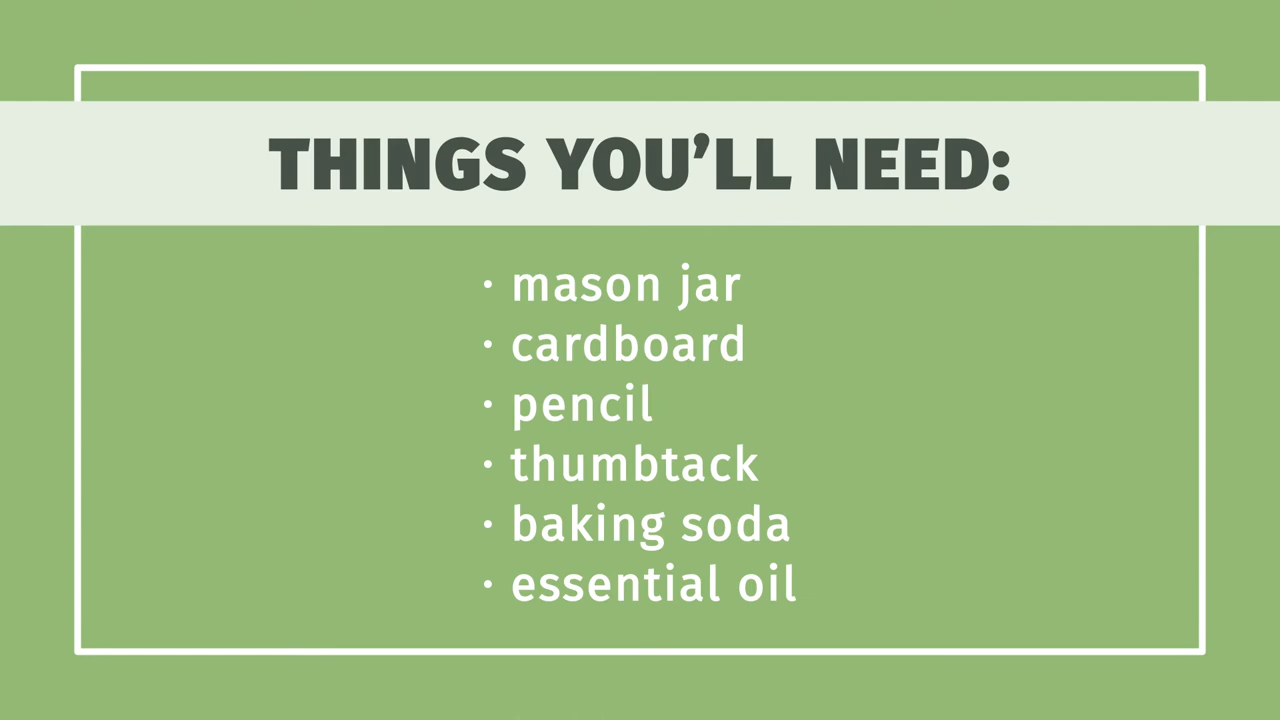 THINGS YOU’LL NEED:
· mason jar
· cardboard
· pencil
· thumbtack
· baking soda
· essential oil